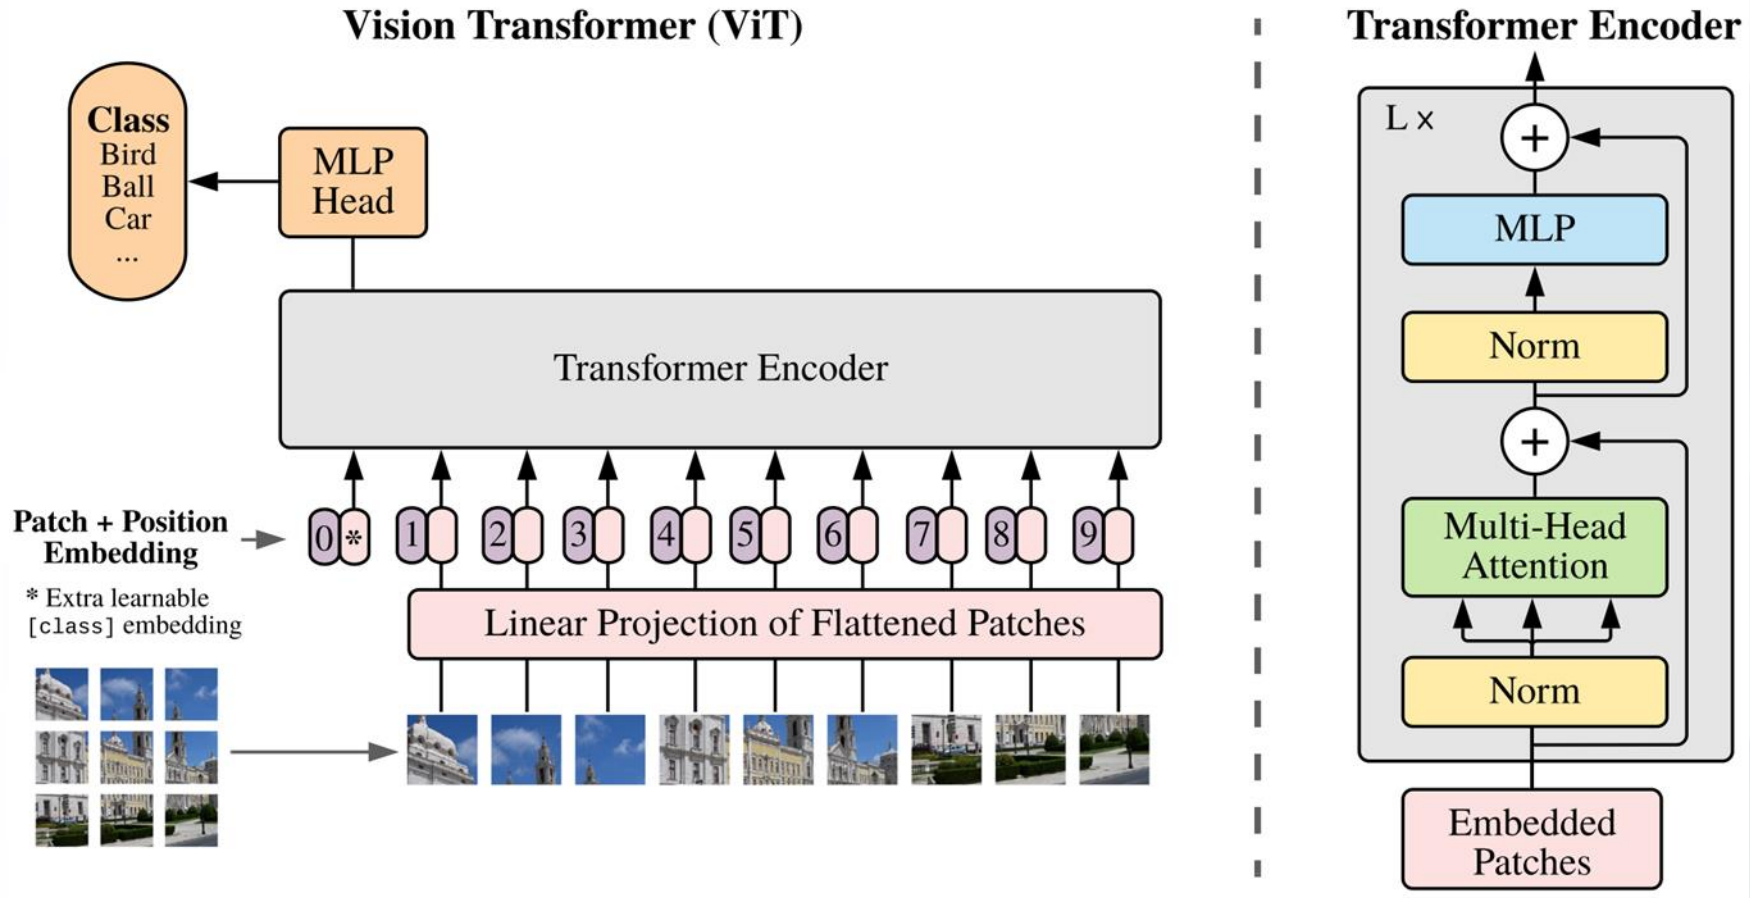 Vision Transformer (ViT)
Class
Bird
Ball
Car
...
MLP
Head
Transformer Encoder
Patch + Position
Embedding
0 * 1 2 3 4 5 6 7 8 9
* Extra learnable
[class] embedding
Linear Projection of Flattened Patches
Transformer Encoder
L x
+
MLP
Norm
+
Multi-Head
Attention
Norm
Embedded
Patches